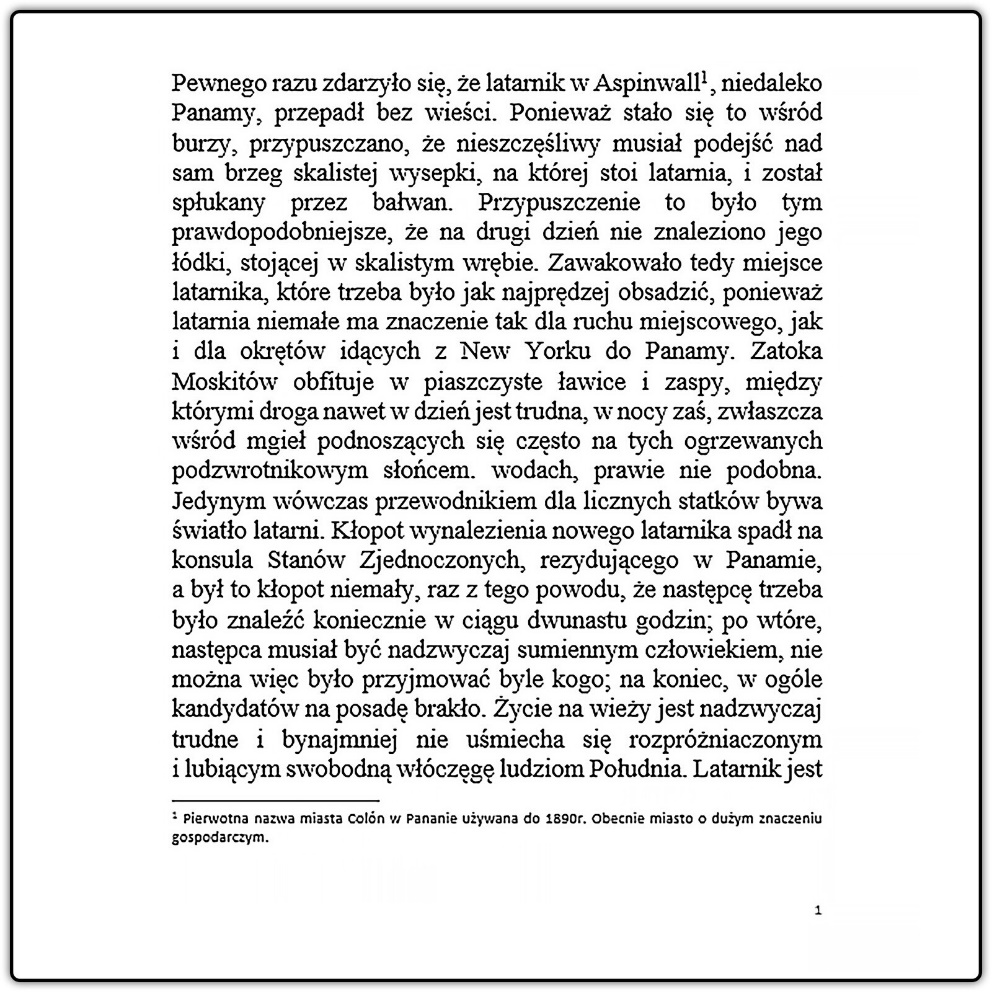 Pewnego razu zdarzyło się, że latarnik w Aspinwall¹, niedaleko
Panamy, przepadł bez wieści. Ponieważ stało się to wśród
burzy, przypuszczano, że nieszczęśliwy musiał podejść nad
sam brzeg skalistej wysepki, na której stoi latarnia, i został
spłukany przez bałwan. Przypuszczenie to było tym
prawdopodobniejsze, że na drugi dzień nie znaleziono jego
łódki, stojącej w skalistym wrębie. Zawakowało tedy miejsce
latarnika, które trzeba było jak najprędzej obsadzić, ponieważ
latarnia niemałe ma znaczenie tak dla ruchu miejscowego, jak
i dla okrętów idących z New Yorku do Panamy. Zatoka
Moskitów obfituje w piaszczyste ławice i zaspy, między
którymi droga nawet w dzień jest trudna, w nocy zaś, zwłaszcza
wśród mgieł podnoszących się często na tych ogrzewanych
podzwrotnikowym słońcem. wodach, prawie nie podobna.
Jedynym wówczas przewodnikiem dla licznych statków bywa
światło latarni. Kłopot wynalezienia nowego latarnika spadł na
konsula Stanów Zjednoczonych, rezydującego w Panamie,
a był to kłopot niemały, raz z tego powodu, że następcę trzeba
było znaleźć koniecznie w ciągu dwunastu godzin; po wtóre,
następca musiał być nadzwyczaj sumiennym człowiekiem, nie
można więc było przyjmować byle kogo; na koniec, w ogóle
kandydatów na posadę brakło. Życie na wieży jest nadzwyczaj
trudne i bynajmniej nie uśmiecha się rozpróżniaczonym
i lubiącym swobodną włóczęgę ludziom Południa. Latarnik jest
¹ Pierwotna nazwa miasta Colón w Pananie używana do 1890r. Obecnie miasto o dużym znaczeniu
gospodarczym.
1